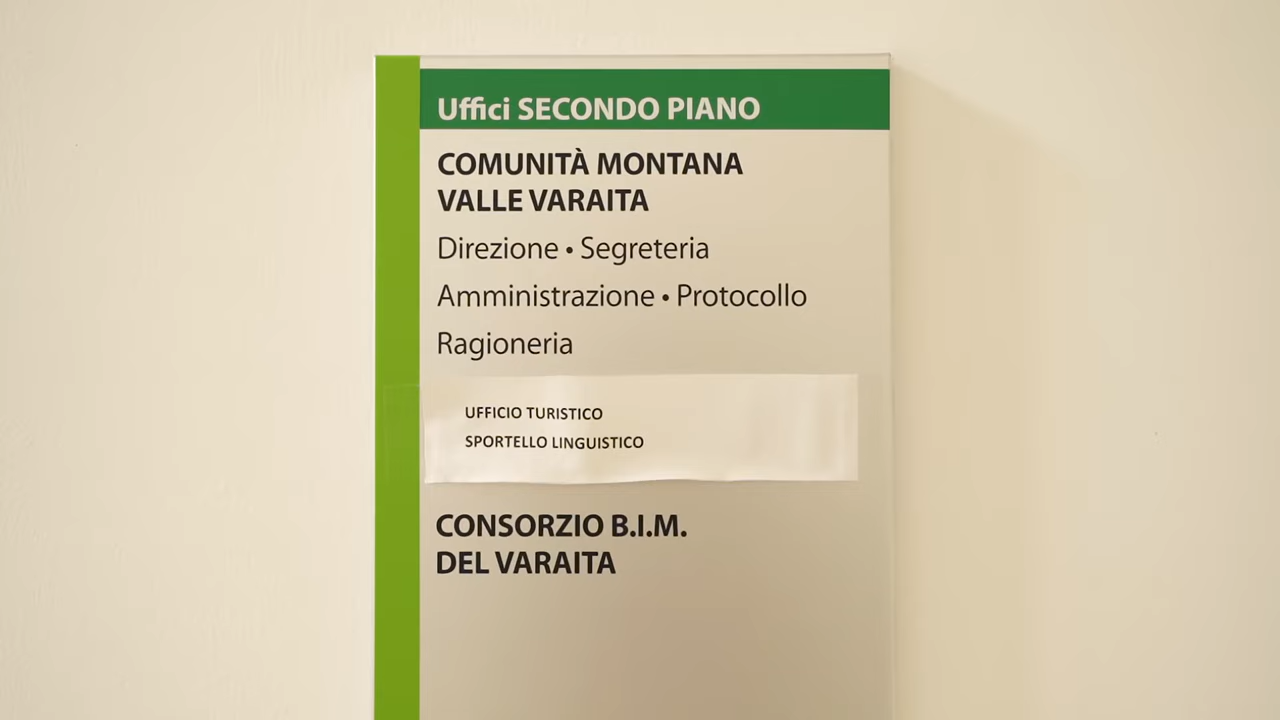 Uffici SECONDO PIANO
COMUNITÀ MONTANA
VALLE VARAITA
Direzione • Segreteria
Amministrazione • Protocollo
Ragioneria
UFFICIO TURISTICO
SPORTELLO LINGUISTICO
CONSORZIO B.I.M.
DEL VARAITA